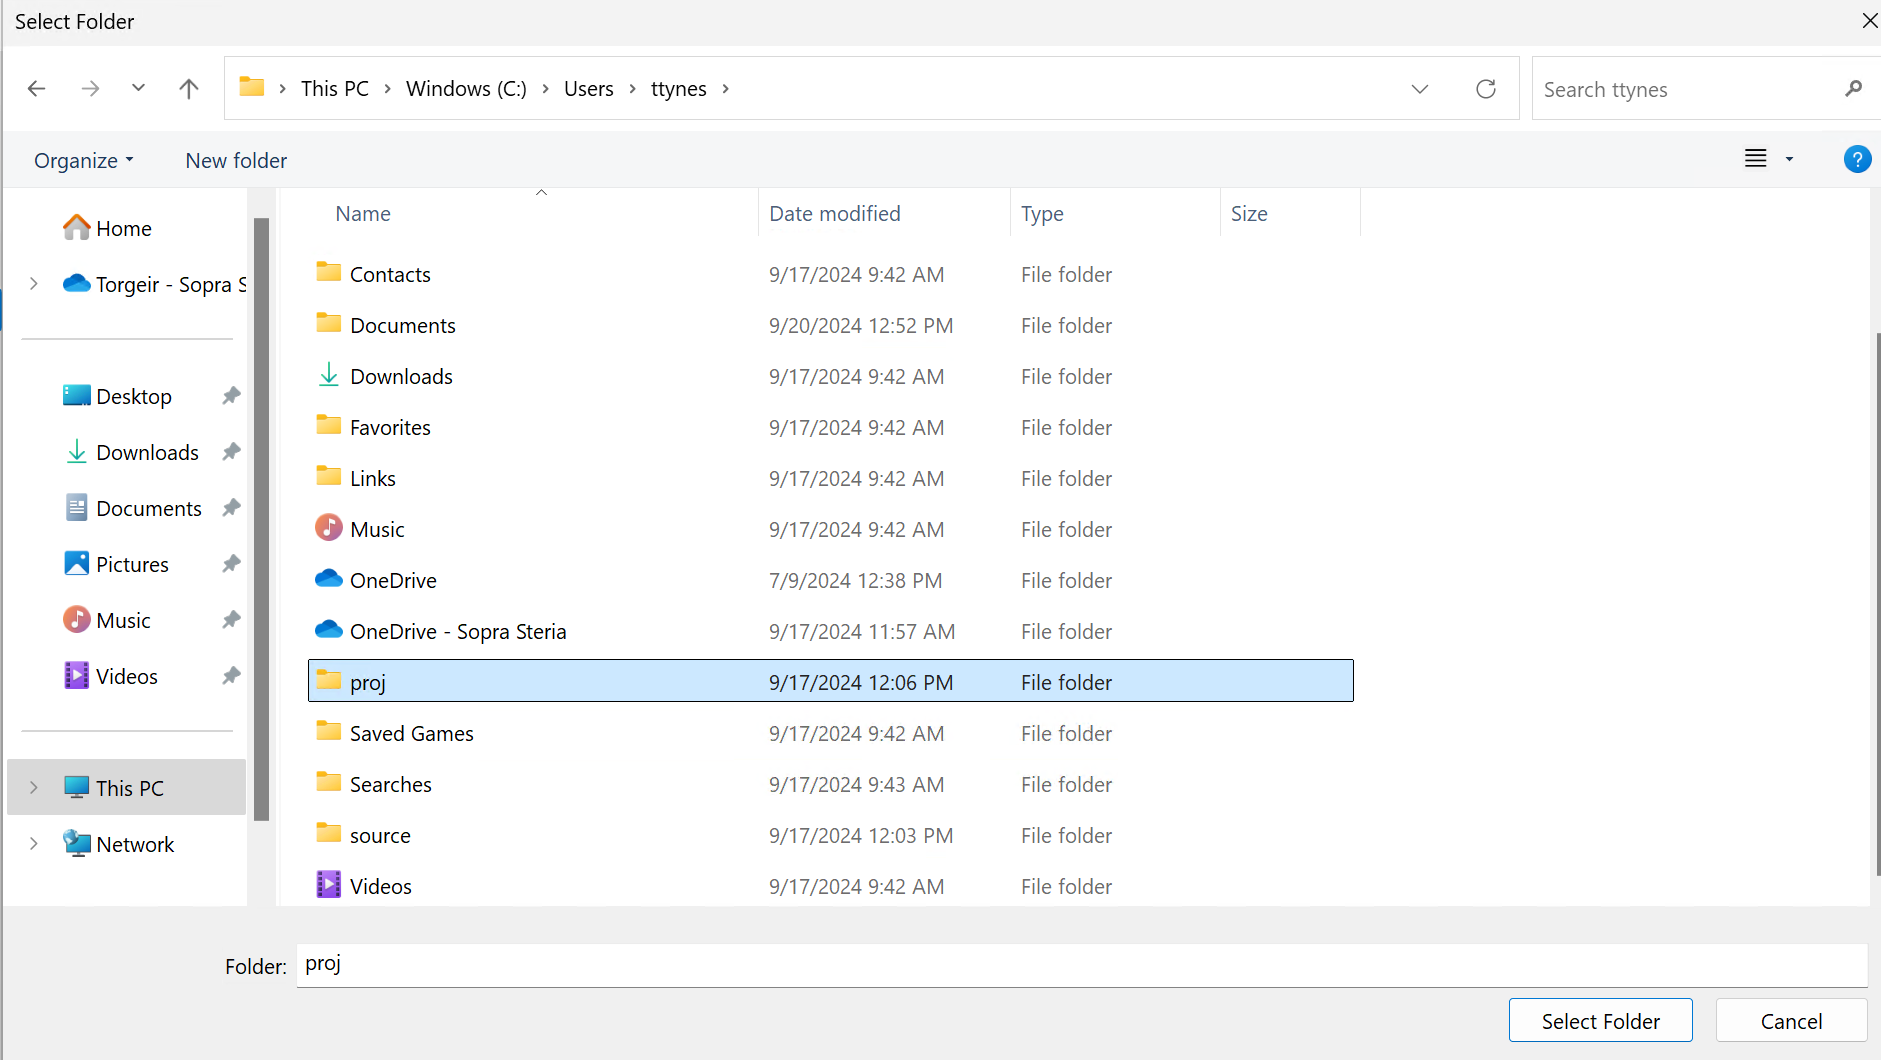 Select Folder
This PC > Windows (C:) > Users > ttynes >
Search ttynes
Organize
New folder
?
Home
Torgeir - Sopra S
Desktop
Downloads
Documents
Pictures
Music
Videos
This PC
Network
Name Date modified Type Size
Contacts 9/17/2024 9:42 AM File folder
Documents 9/20/2024 12:52 PM File folder
Downloads 9/17/2024 9:42 AM File folder
Favorites 9/17/2024 9:42 AM File folder
Links 9/17/2024 9:42 AM File folder
Music 9/17/2024 9:42 AM File folder
OneDrive 7/9/2024 12:38 PM File folder
OneDrive - Sopra Steria 9/17/2024 11:57 AM File folder
proj 9/17/2024 12:06 PM File folder
Saved Games 9/17/2024 9:42 AM File folder
Searches 9/17/2024 9:43 AM File folder
source 9/17/2024 12:03 PM File folder
Videos 9/17/2024 9:42 AM File folder
Folder: proj
Select Folder
Cancel